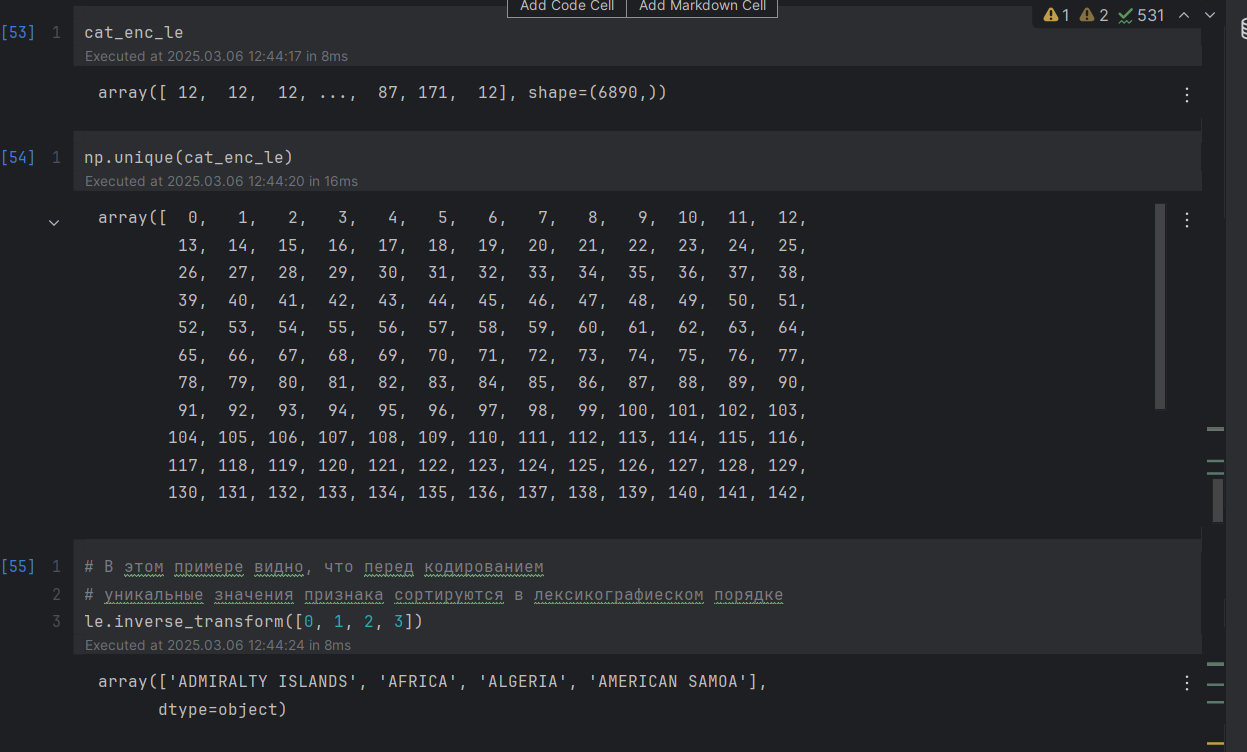 Add Code Cell Add Markdown Cell
1 2 531
[53] 1 cat_enc_le
Executed at 2025.03.06 12:44:17 in 8ms
array([ 12,  12,  12, ...,  87, 171,  12], shape=(6890,))
[54] 1 np.unique(cat_enc_le)
Executed at 2025.03.06 12:44:20 in 16ms
array([  0,   1,   2,   3,   4,   5,   6,   7,   8,   9,  10,  11,  12,
13,  14,  15,  16,  17,  18,  19,  20,  21,  22,  23,  24,  25,
26,  27,  28,  29,  30,  31,  32,  33,  34,  35,  36,  37,  38,
39,  40,  41,  42,  43,  44,  45,  46,  47,  48,  49,  50,  51,
52,  53,  54,  55,  56,  57,  58,  59,  60,  61,  62,  63,  64,
65,  66,  67,  68,  69,  70,  71,  72,  73,  74,  75,  76,  77,
78,  79,  80,  81,  82,  83,  84,  85,  86,  87,  88,  89,  90,
91,  92,  93,  94,  95,  96,  97,  98,  99, 100, 101, 102, 103,
104, 105, 106, 107, 108, 109, 110, 111, 112, 113, 114, 115, 116,
117, 118, 119, 120, 121, 122, 123, 124, 125, 126, 127, 128, 129,
130, 131, 132, 133, 134, 135, 136, 137, 138, 139, 140, 141, 142,
[55] 1 # В этом примере видно, что перед кодированием
2 # уникальные значения признака сортируются в лексикографиеском порядке
3 le.inverse_transform([0, 1, 2, 3])
Executed at 2025.03.06 12:44:24 in 8ms
array(['ADMIRALTY ISLANDS', 'AFRICA', 'ALGERIA', 'AMERICAN SAMOA'],
dtype=object)